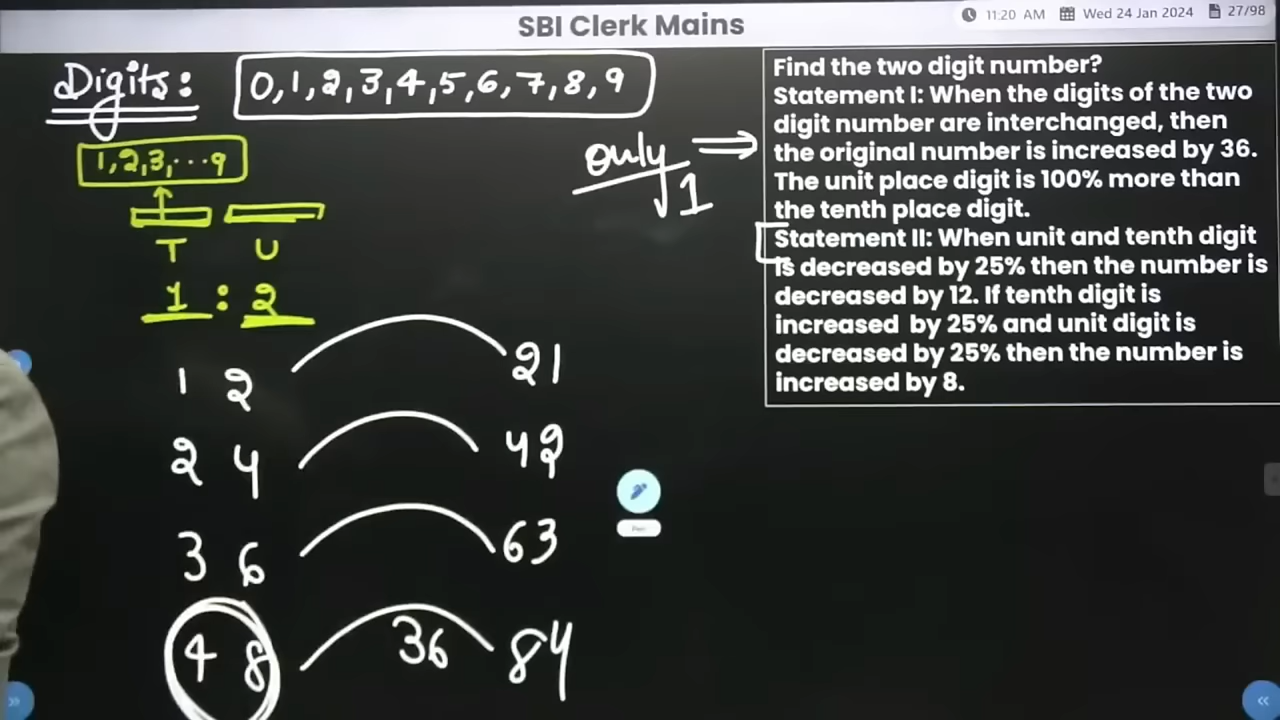 SBI Clerk Mains
11:20 AM Wed 24 Jan 2024 27/98
Digits: 0,1,2,3,4,5,6,7,8,9
1,2,3,...9
T U
1 : 2
1 2 21
2 4 42
3 6 63
4 8 36 84
only 1
Find the two digit number?
Statement I: When the digits of the two
digit number are interchanged, then
the original number is increased by 36.
The unit place digit is 100% more than
the tenth place digit.
Statement II: When unit and tenth digit
is decreased by 25% then the number is
decreased by 12. If tenth digit is
increased by 25% and unit digit is
decreased by 25% then the number is
increased by 8.